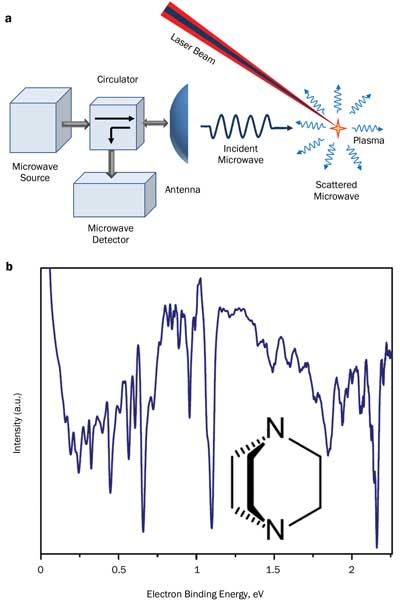 a
Laser Beam
Circulator
Microwave
Source
Antenna
Microwave
Detector
Incident
Microwave
Plasma
Scattered
Microwave
b
Intensity (a.u.)
N
N
0
0.5
1
1.5
2
Electron Binding Energy, eV